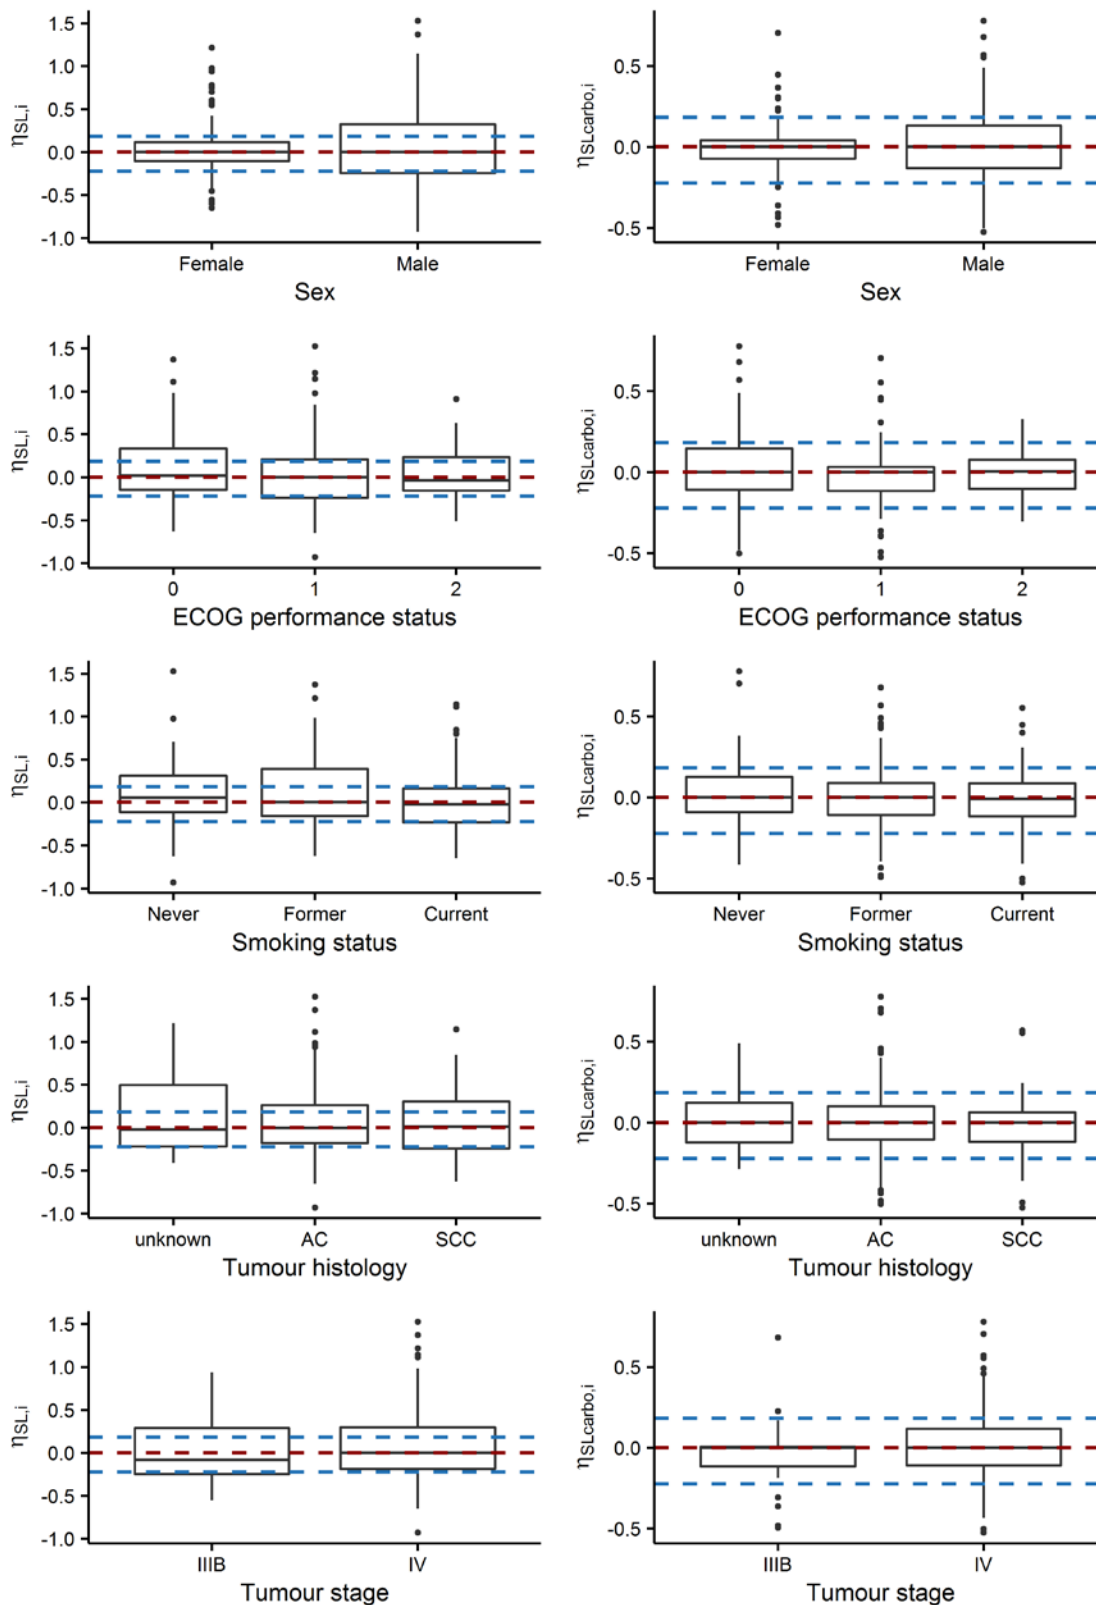 1.5
1.0
0.5
0.0
-0.5
-1.0
ηSL,i
Female Male
Sex
0.5
0.0
-0.5
ηSLcarbo,i
Female Male
Sex
1.5
1.0
0.5
0.0
-0.5
-1.0
ηSL,i
0 1 2
ECOG performance status
0.5
0.0
-0.5
ηSLcarbo,i
0 1 2
ECOG performance status
1.5
1.0
0.5
0.0
-0.5
-1.0
ηSL,i
Never Former Current
Smoking status
0.5
0.0
-0.5
ηSLcarbo,i
Never Former Current
Smoking status
1.5
1.0
0.5
0.0
-0.5
-1.0
ηSL,i
unknown AC SCC
Tumour histology
0.5
0.0
-0.5
ηSLcarbo,i
unknown AC SCC
Tumour histology
1.5
1.0
0.5
0.0
-0.5
-1.0
ηSL,i
IIIB IV
Tumour stage
0.5
0.0
-0.5
ηSLcarbo,i
IIIB IV
Tumour stage